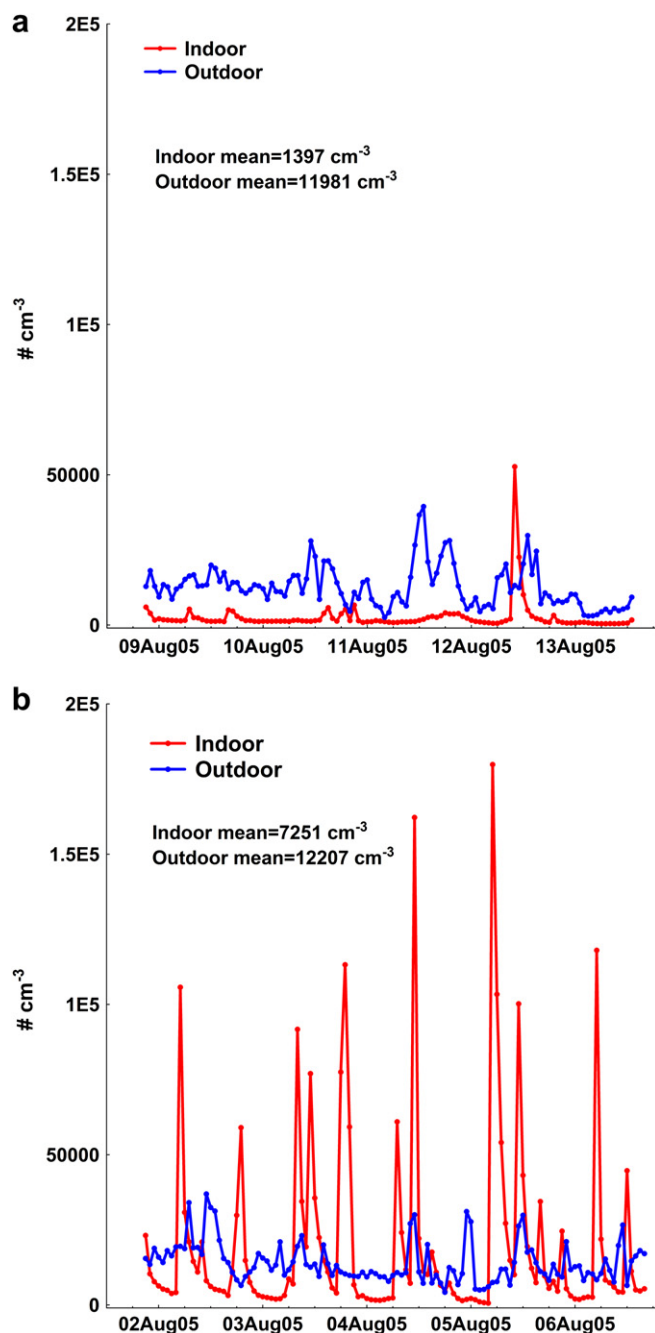 a
2E5
Indoor
Outdoor
Indoor mean=1397 cm-3
Outdoor mean=11981 cm-3
1.5E5
# cm-3
1E5
50000
0
09Aug05 10Aug05 11Aug05 12Aug05 13Aug05
b
2E5
Indoor
Outdoor
Indoor mean=7251 cm-3
Outdoor mean=12207 cm-3
1.5E5
# cm-3
1E5
50000
0
02Aug05 03Aug05 04Aug05 05Aug05 06Aug05